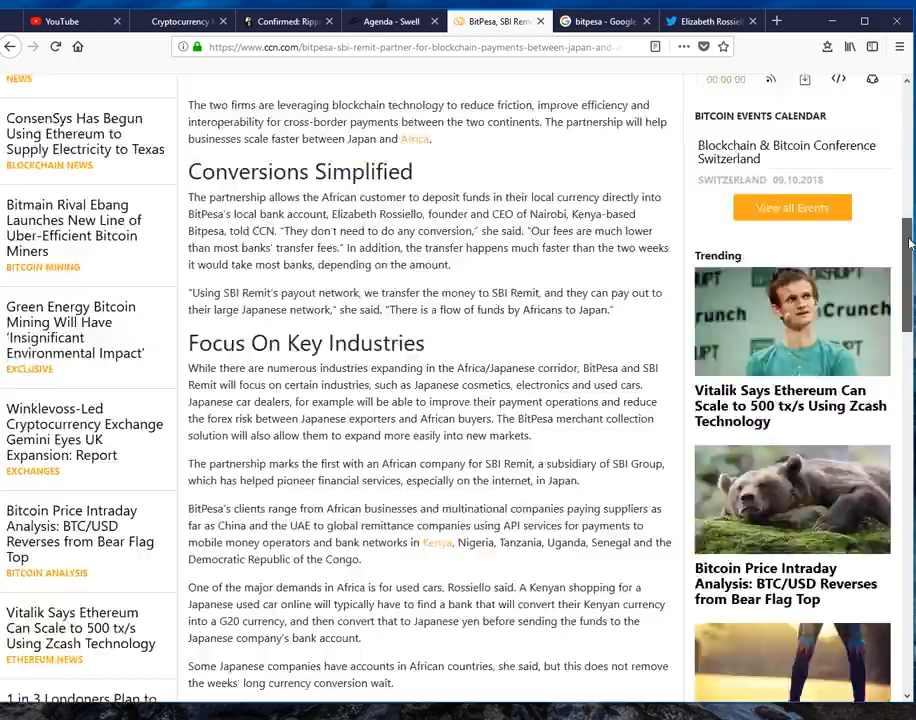 YouTube
Cryptocurrency
Confirmed: Rippl
Agenda - Swell
BitPesa, SBI Rem
bitpesa - Google
Elizabeth Rossiel
https://www.ccn.com/bitpesa-sbi-remit-partner-for-blockchain-payments-between-japan-and-a
NEWS
ConsenSys Has Begun
Using Ethereum to
Supply Electricity to Texas
BLOCKCHAIN NEWS
Bitmain Rival Ebang
Launches New Line of
Uber-Efficient Bitcoin
Miners
BITCOIN MINING
Green Energy Bitcoin
Mining Will Have
'Insignificant
Environmental Impact'
EXCLUSIVE
Winklevoss-Led
Cryptocurrency Exchange
Gemini Eyes UK
Expansion: Report
EXCHANGES
Bitcoin Price Intraday
Analysis: BTC/USD
Reverses from Bear Flag
Top
BITCOIN ANALYSIS
Vitalik Says Ethereum
Can Scale to 500 tx/s
Using Zcash Technology
ETHEREUM NEWS
1 in 3 Londoners Plan to
The two firms are leveraging blockchain technology to reduce friction, improve efficiency and
interoperability for cross-border payments between the two continents. The partnership will help
businesses scale faster between Japan and Africa.
Conversions Simplified
The partnership allows the African customer to deposit funds in their local currency directly into
BitPesa's local bank account, Elizabeth Rossiello, founder and CEO of Nairobi, Kenya-based
Bitpesa, told CCN. "They don't need to do any conversion," she said. "Our fees are much lower
than most banks' transfer fees." In addition, the transfer happens much faster than the two weeks
it would take most banks, depending on the amount.
"Using SBI Remit's payout network, we transfer the money to SBI Remit, and they can pay out to
their large Japanese network," she said. "There is a flow of funds by Africans to Japan."
Focus On Key Industries
While there are numerous industries expanding in the Africa/Japanese corridor, BitPesa and SBI
Remit will focus on certain industries, such as Japanese cosmetics, electronics and used cars.
Japanese car dealers, for example will be able to improve their payment operations and reduce
the forex risk between Japanese exporters and African buyers. The BitPesa merchant collection
solution will also allow them to expand more easily into new markets.
The partnership marks the first with an African company for SBI Remit, a subsidiary of SBI Group,
which has helped pioneer financial services, especially on the internet, in Japan.
BitPesa's clients range from African businesses and multinational companies paying suppliers as
far as China and the UAE to global remittance companies using API services for payments to
mobile money operators and bank networks in Kenya, Nigeria, Tanzania, Uganda, Senegal and the
Democratic Republic of the Congo.
One of the major demands in Africa is for used cars, Rossiello said. A Kenyan shopping for a
Japanese used car online will typically have to find a bank that will convert their Kenyan currency
into a G20 currency, and then convert that to Japanese yen before sending the funds to the
Japanese company's bank account.
Some Japanese companies have accounts in African countries, she said, but this does not remove
the weeks' long currency conversion wait.
00:00:00
BITCOIN EVENTS CALENDAR
Blockchain & Bitcoin Conference
Switzerland
SWITZERLAND 09.10.2018
View all Events
Trending
DISRUPT
runch
Crunch
Vitalik Says Ethereum Can
Scale to 500 tx/s Using Zcash
Technology
Bitcoin Price Intraday
Analysis: BTC/USD Reverses
from Bear Flag Top